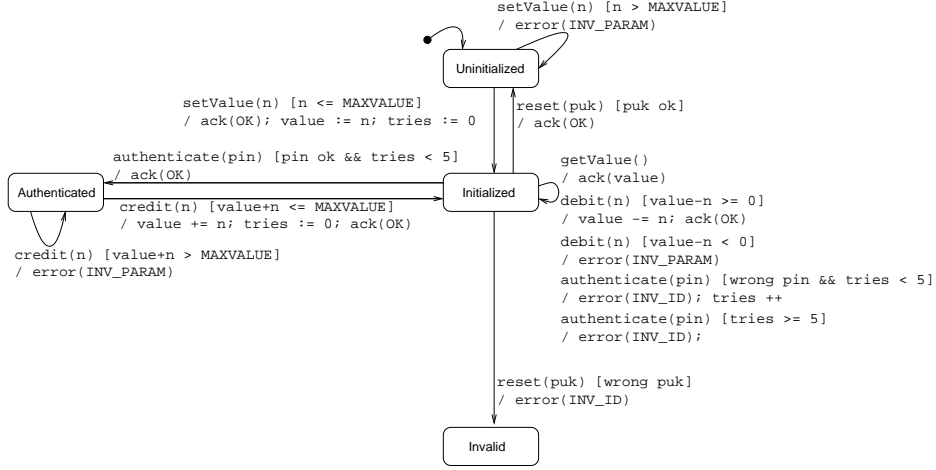 setValue(n) [n > MAXVALUE]
/ error(INV_PARAM)
Uninitialized
setValue(n) [n <= MAXVALUE]
/ ack(OK); value := n; tries := 0
reset(puk) [puk ok]
/ ack(OK)
authenticate(pin) [pin ok && tries < 5]
/ ack(OK)
Authenticated
Initialized
credit(n) [value+n <= MAXVALUE]
/ value += n; tries := 0; ack(OK)
credit(n) [value+n > MAXVALUE]
/ error(INV_PARAM)
getValue()
/ ack(value)
debit(n) [value-n >= 0]
/ value -= n; ack(OK)
debit(n) [value-n < 0]
/ error(INV_PARAM)
authenticate(pin) [wrong pin && tries < 5]
/ error(INV_ID); tries ++
authenticate(pin) [tries >= 5]
/ error(INV_ID);
reset(puk) [wrong puk]
/ error(INV_ID)
Invalid